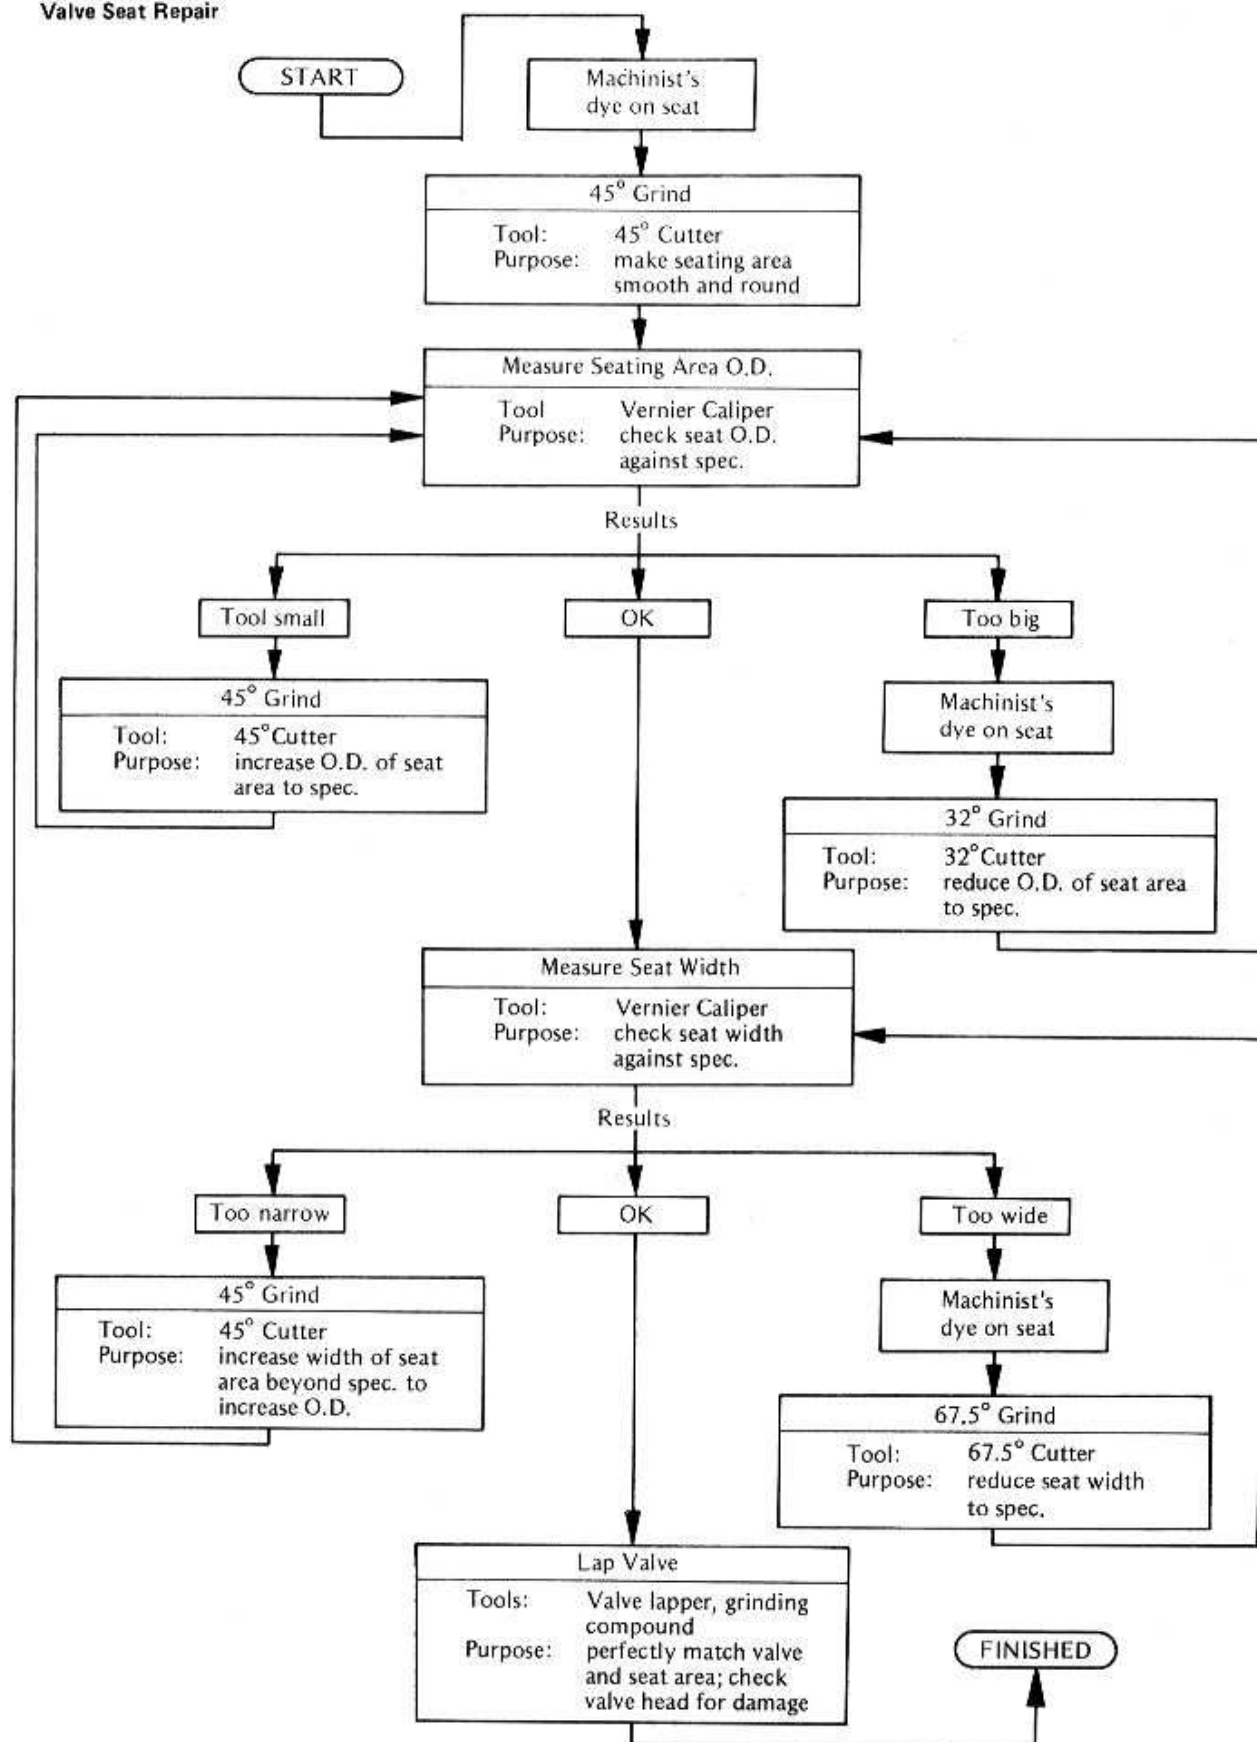 Valve Seat Repair
START
Machinist's
dye on seat
45° Grind
Tool: 45° Cutter
Purpose: make seating area
smooth and round
Measure Seating Area O.D.
Tool Vernier Caliper
Purpose: check seat O.D.
against spec.
Results
Tool small
OK
Too big
45° Grind
Tool: 45° Cutter
Purpose: increase O.D. of seat
area to spec.
Machinist's
dye on seat
32° Grind
Tool: 32° Cutter
Purpose: reduce O.D. of seat area
to spec.
Measure Seat Width
Tool: Vernier Caliper
Purpose: check seat width
against spec.
Results
Too narrow
OK
Too wide
45° Grind
Tool: 45° Cutter
Purpose: increase width of seat
area beyond spec. to
increase O.D.
Machinist's
dye on seat
67.5° Grind
Tool: 67.5° Cutter
Purpose: reduce seat width
to spec.
Lap Valve
Tools: Valve lapper, grinding
compound
Purpose: perfectly match valve
and seat area; check
valve head for damage
FINISHED